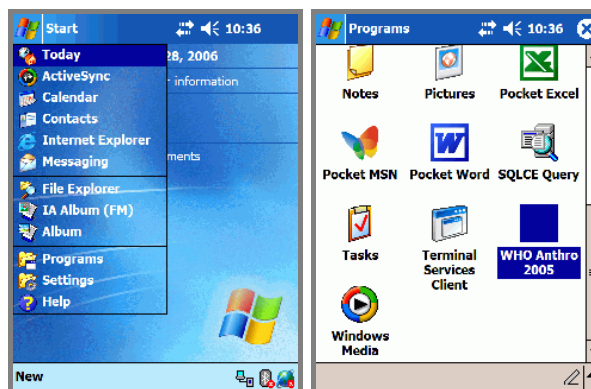 Start 10:36
Today
28, 2006
ActiveSync
information
Calendar
Contacts
Internet Explorer
Messaging
ments
File Explorer
IA Album (FM)
Album
Programs
Settings
Help
New
Programs 10:36
Notes Pictures Pocket Excel
Pocket MSN Pocket Word SQLCE Query
Tasks Terminal WHO Anthro
Services 2005
Client
Windows
Media